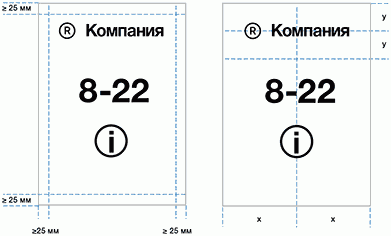 ≥ 25 мм
® Компания
8-22
i
≥ 25 мм
≥25 мм
≥ 25 мм
® Компания
8-22
i
y
y
x
x